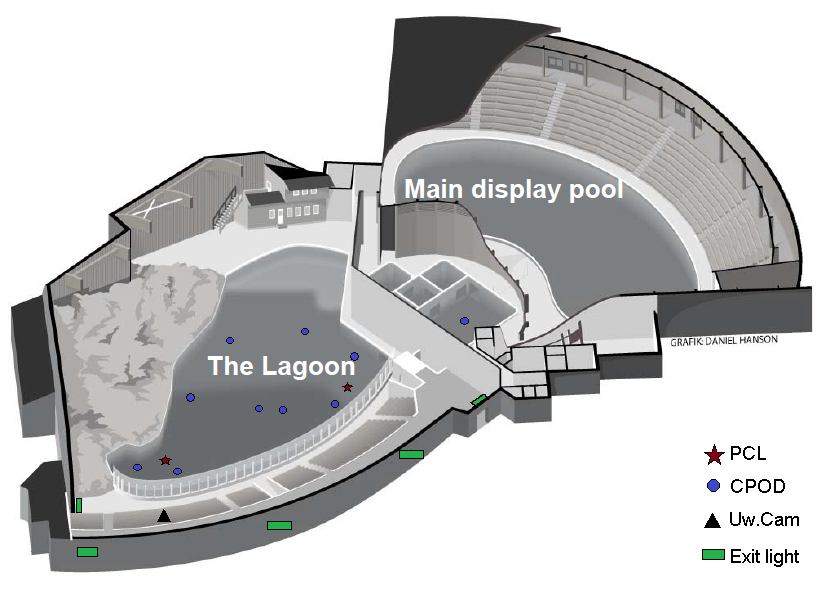 Main display pool
GRAFIK: DANIEL HANSON
The Lagoon
PCL
CPOD
Uw.Cam
Exit light